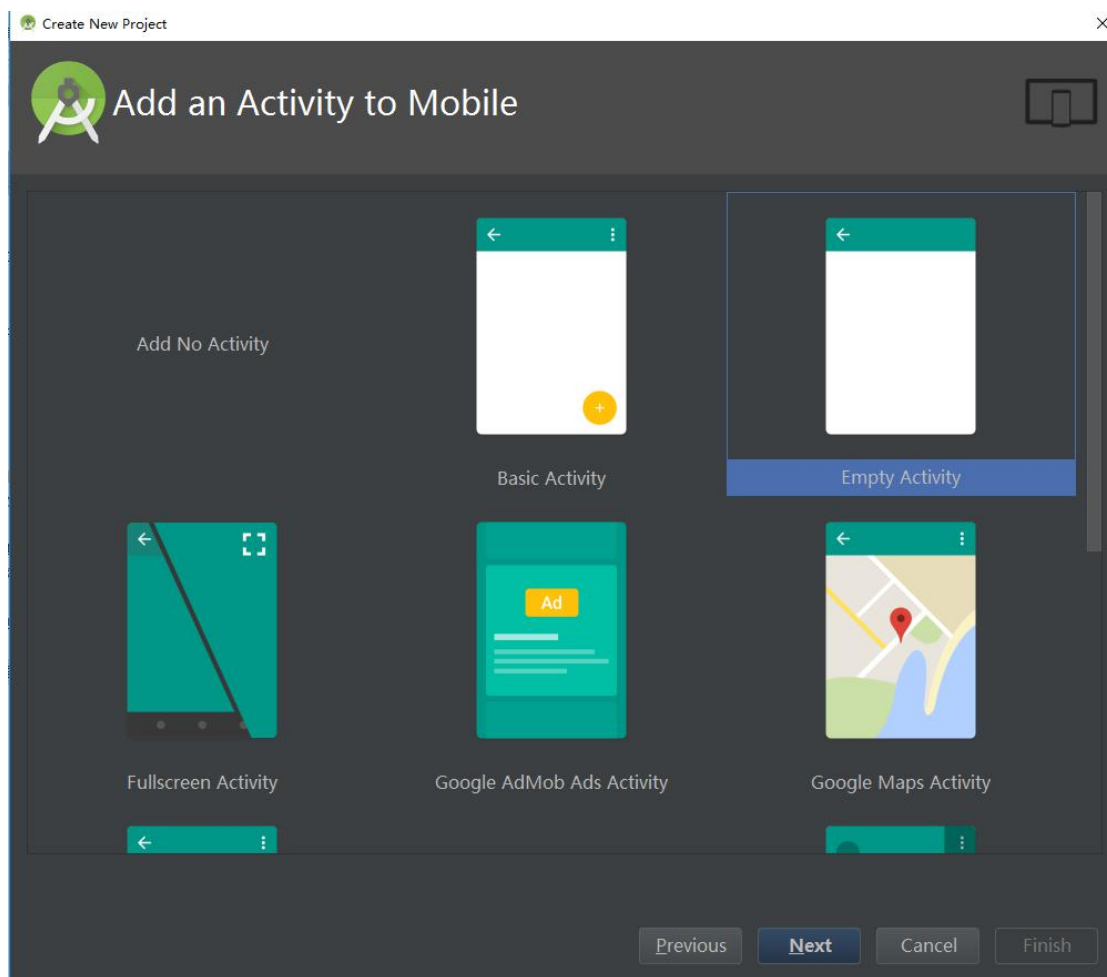 Create New Project
Add an Activity to Mobile
Add No Activity
Basic Activity
Empty Activity
Ad
Fullscreen Activity
Google AdMob Ads Activity
Google Maps Activity
Previous
Next
Cancel
Finish